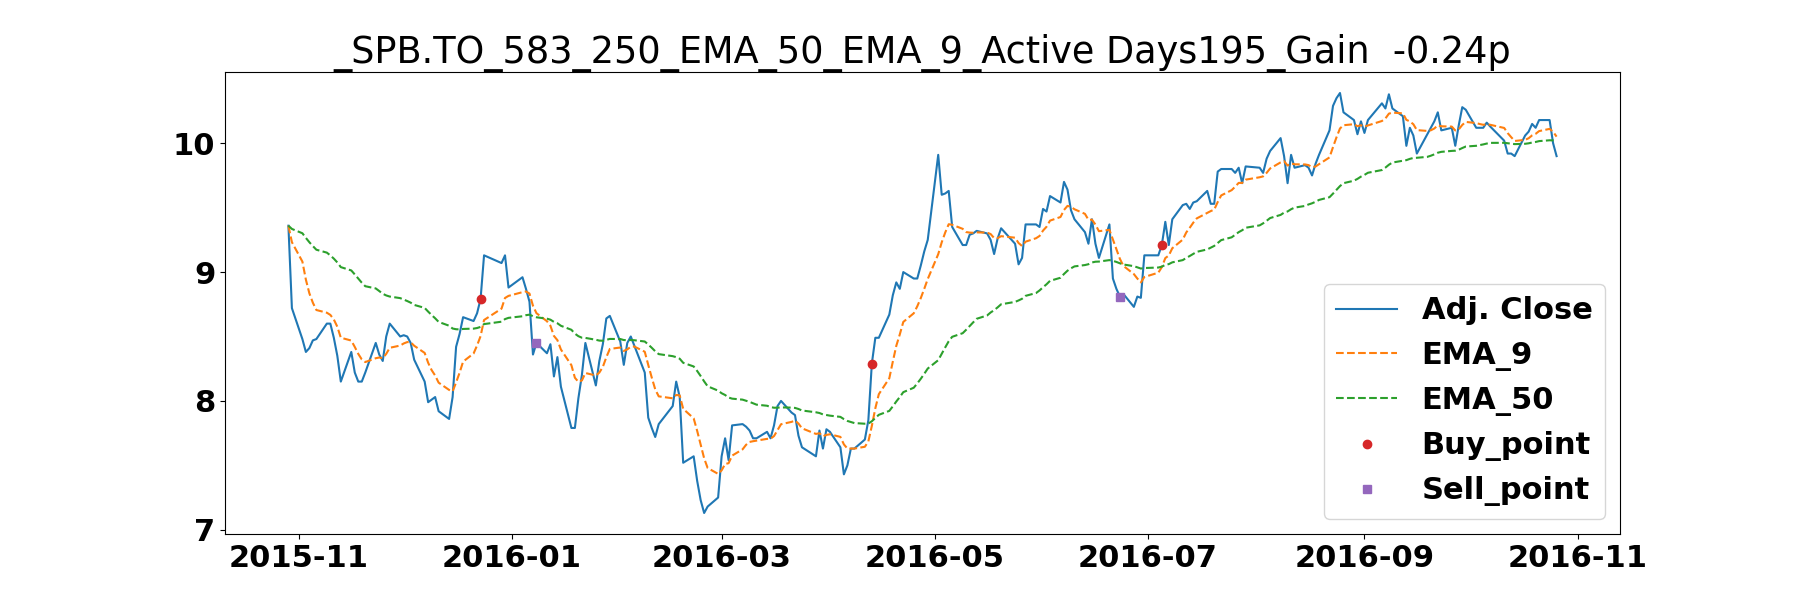 _SPB.TO_583_250_EMA_50_EMA_9_Active Days195_Gain  -0.24p
10
9
8
7
2015-11 2016-01 2016-03 2016-05 2016-07 2016-09 2016-11
Adj. Close
EMA_9
EMA_50
Buy_point
Sell_point